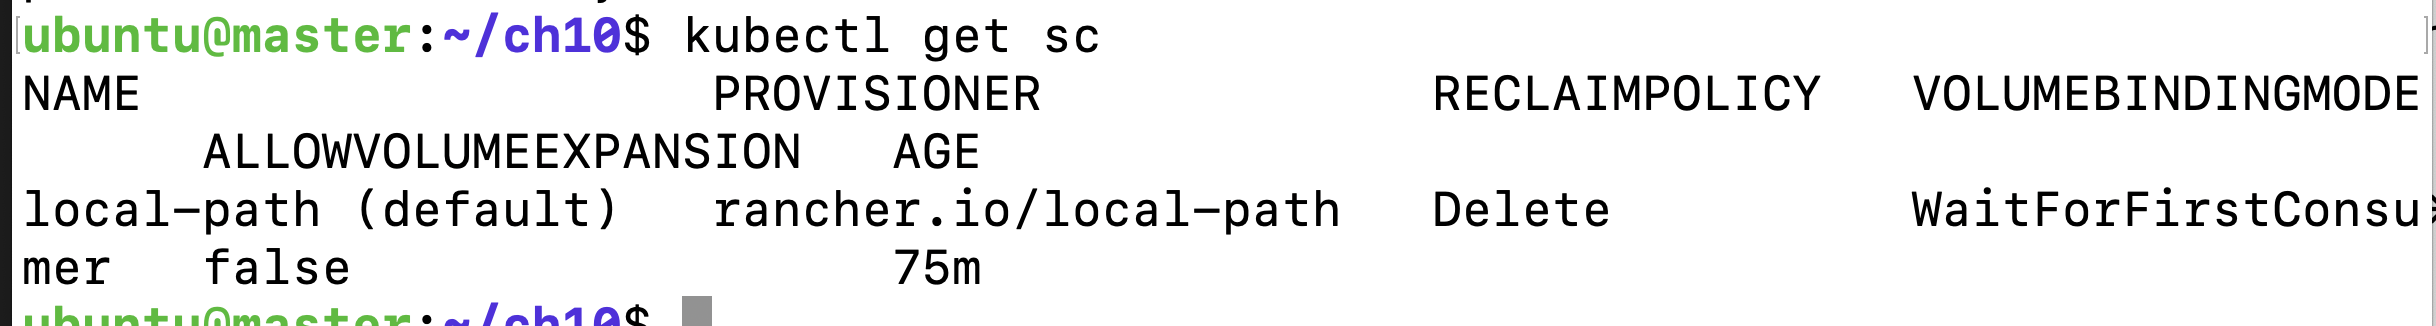 ubuntu@master:~/ch10$ kubectl get sc
NAME                   PROVISIONER             RECLAIMPOLICY   VOLUMEBINDINGMODE
      ALLOWVOLUMEEXPANSION   AGE
local-path (default)   rancher.io/local-path   Delete          WaitForFirstConsu
mer   false                  75m
ubuntu@master:~/ch10$